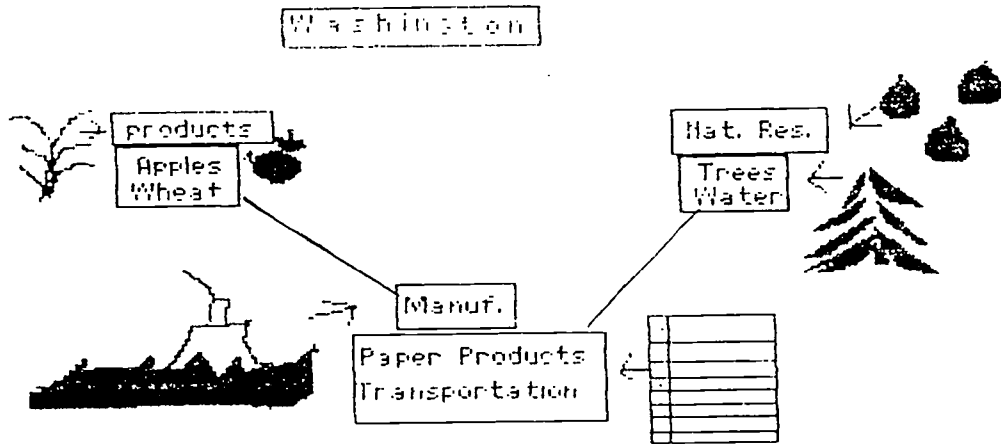 Washington
products
Apples
Wheat
Nat. Res.
Trees
Water
Manuf.
Paper Products
Transportation